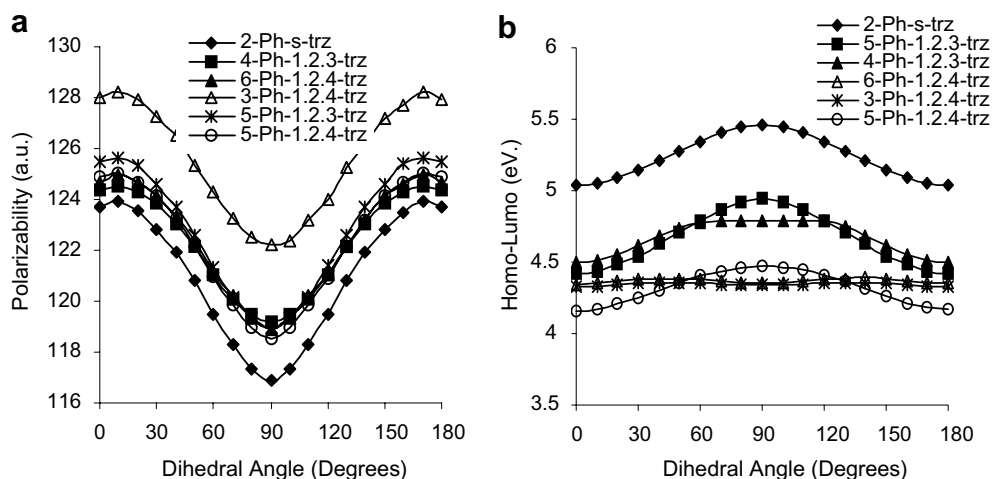 a
130
128
126
124
122
120
118
116
Polarizability (a.u.)
2-Ph-s-trz
4-Ph-1.2.3-trz
6-Ph-1.2.4-trz
3-Ph-1.2.4-trz
5-Ph-1.2.3-trz
5-Ph-1.2.4-trz
0 30 60 90 120 150 180
Dihedral Angle (Degrees)
b
6
5.5
5
4.5
4
3.5
Homo-Lumo (eV.)
2-Ph-s-trz
5-Ph-1.2.3-trz
4-Ph-1.2.3-trz
6-Ph-1.2.4-trz
3-Ph-1.2.4-trz
5-Ph-1.2.4-trz
0 30 60 90 120 150 180
Dihedral Angle (Degrees)